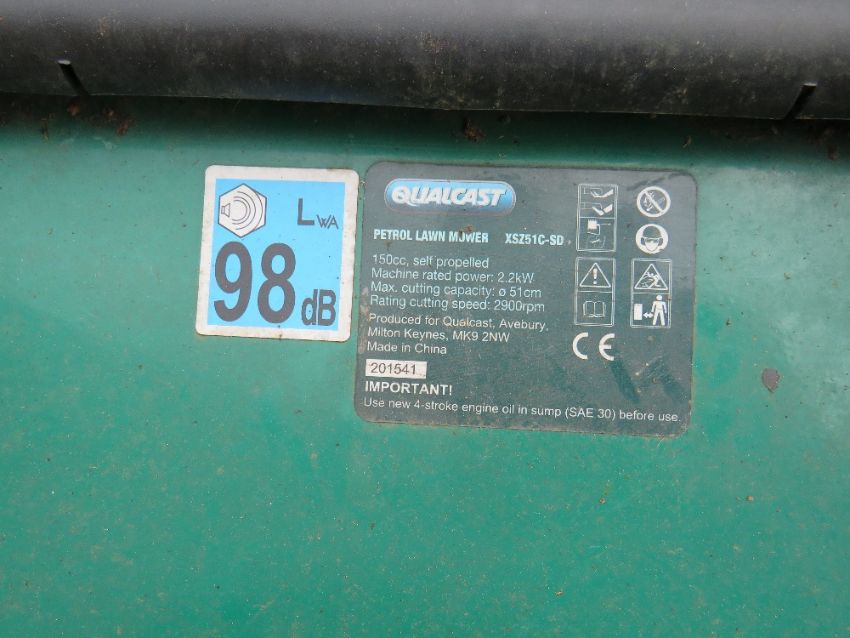 LWA
98dB
QUALCAST
PETROL LAWN MOWER XSZ51C-SD
150cc, self propelled
Machine rated power: 2.2kW
Max. cutting capacity: ø 51cm
Rating cutting speed: 2900rpm
Produced for Qualcast, Avebury,
Milton Keynes, MK9 2NW
Made in China
CE
201541
IMPORTANT!
Use new 4-stroke engine oil in sump (SAE 30) before use.